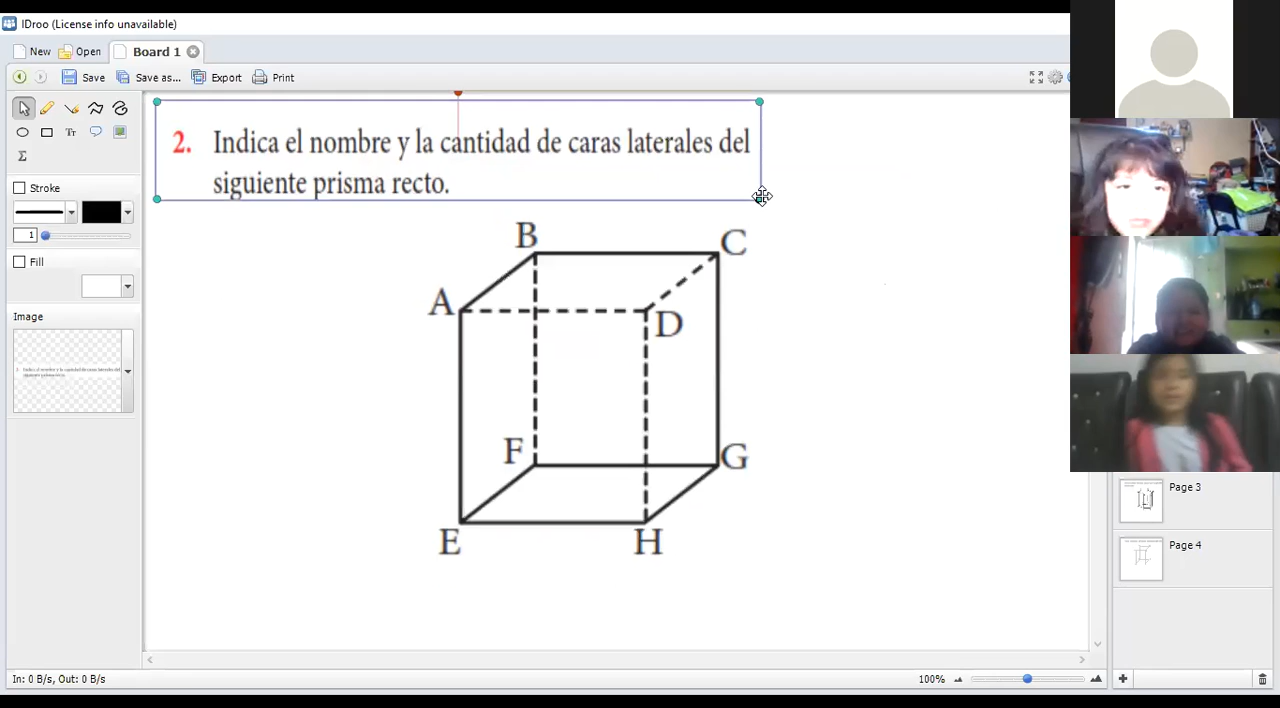 IDroo (License info unavailable)
New Open Board 1
Save Save as... Export Print
2. Indica el nombre y la cantidad de caras laterales del
siguiente prisma recto.
Tт
Σ
Stroke
1
Fill
Image
B
C
A
D
F
G
E
H
Page 3
Page 4
In: 0 B/s, Out: 0 B/s
100%